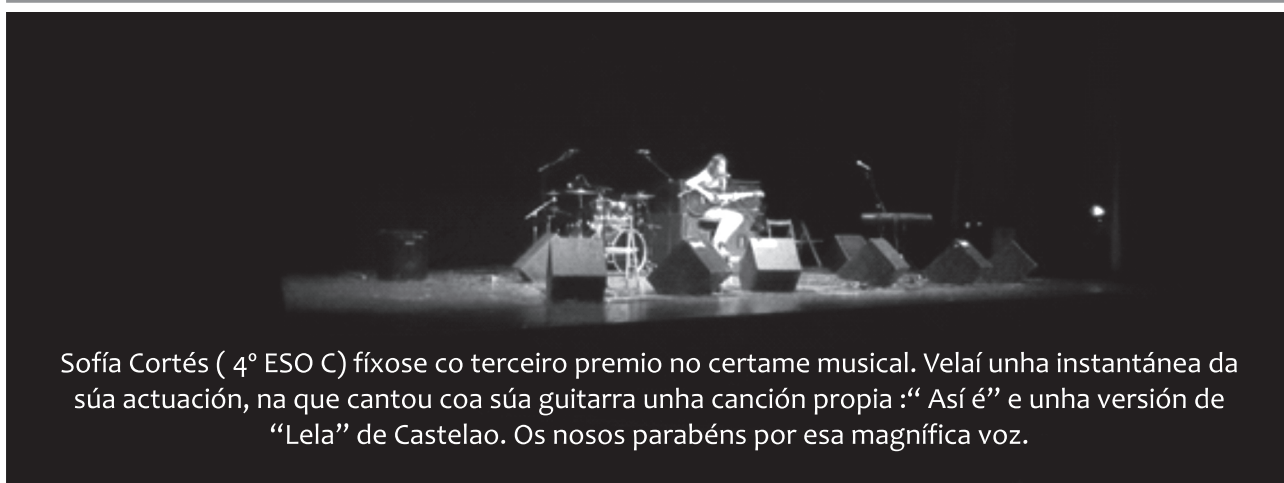 Sofía Cortés ( 4º ESO C) fíxose co terceiro premio no certame musical. Velaí unha instantánea da
súa actuación, na que cantou coa súa guitarra unha canción propia :“ Así é” e unha versión de
“Lela” de Castelao. Os nosos parabéns por esa magnífica voz.